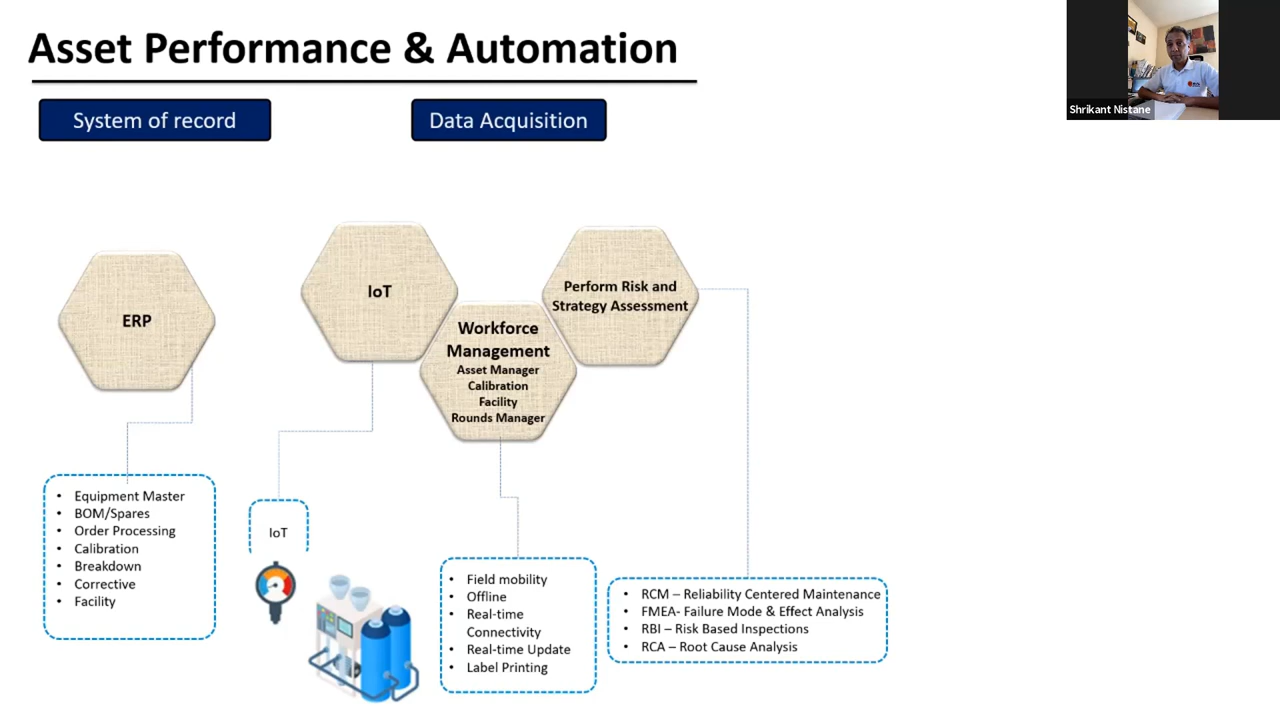 Asset Performance & Automation
Shrikant Nistane
System of record
Data Acquisition
ERP
IoT
Workforce
Management
Asset Manager
Calibration
Facility
Rounds Manager
Perform Risk and
Strategy Assessment
• Equipment Master
• BOM/Spares
• Order Processing
• Calibration
• Breakdown
• Corrective
• Facility
IoT
• Field mobility
• Offline
• Real-time
Connectivity
• Real-time Update
• Label Printing
• RCM – Reliability Centered Maintenance
• FMEA- Failure Mode & Effect Analysis
• RBI – Risk Based Inspections
• RCA – Root Cause Analysis